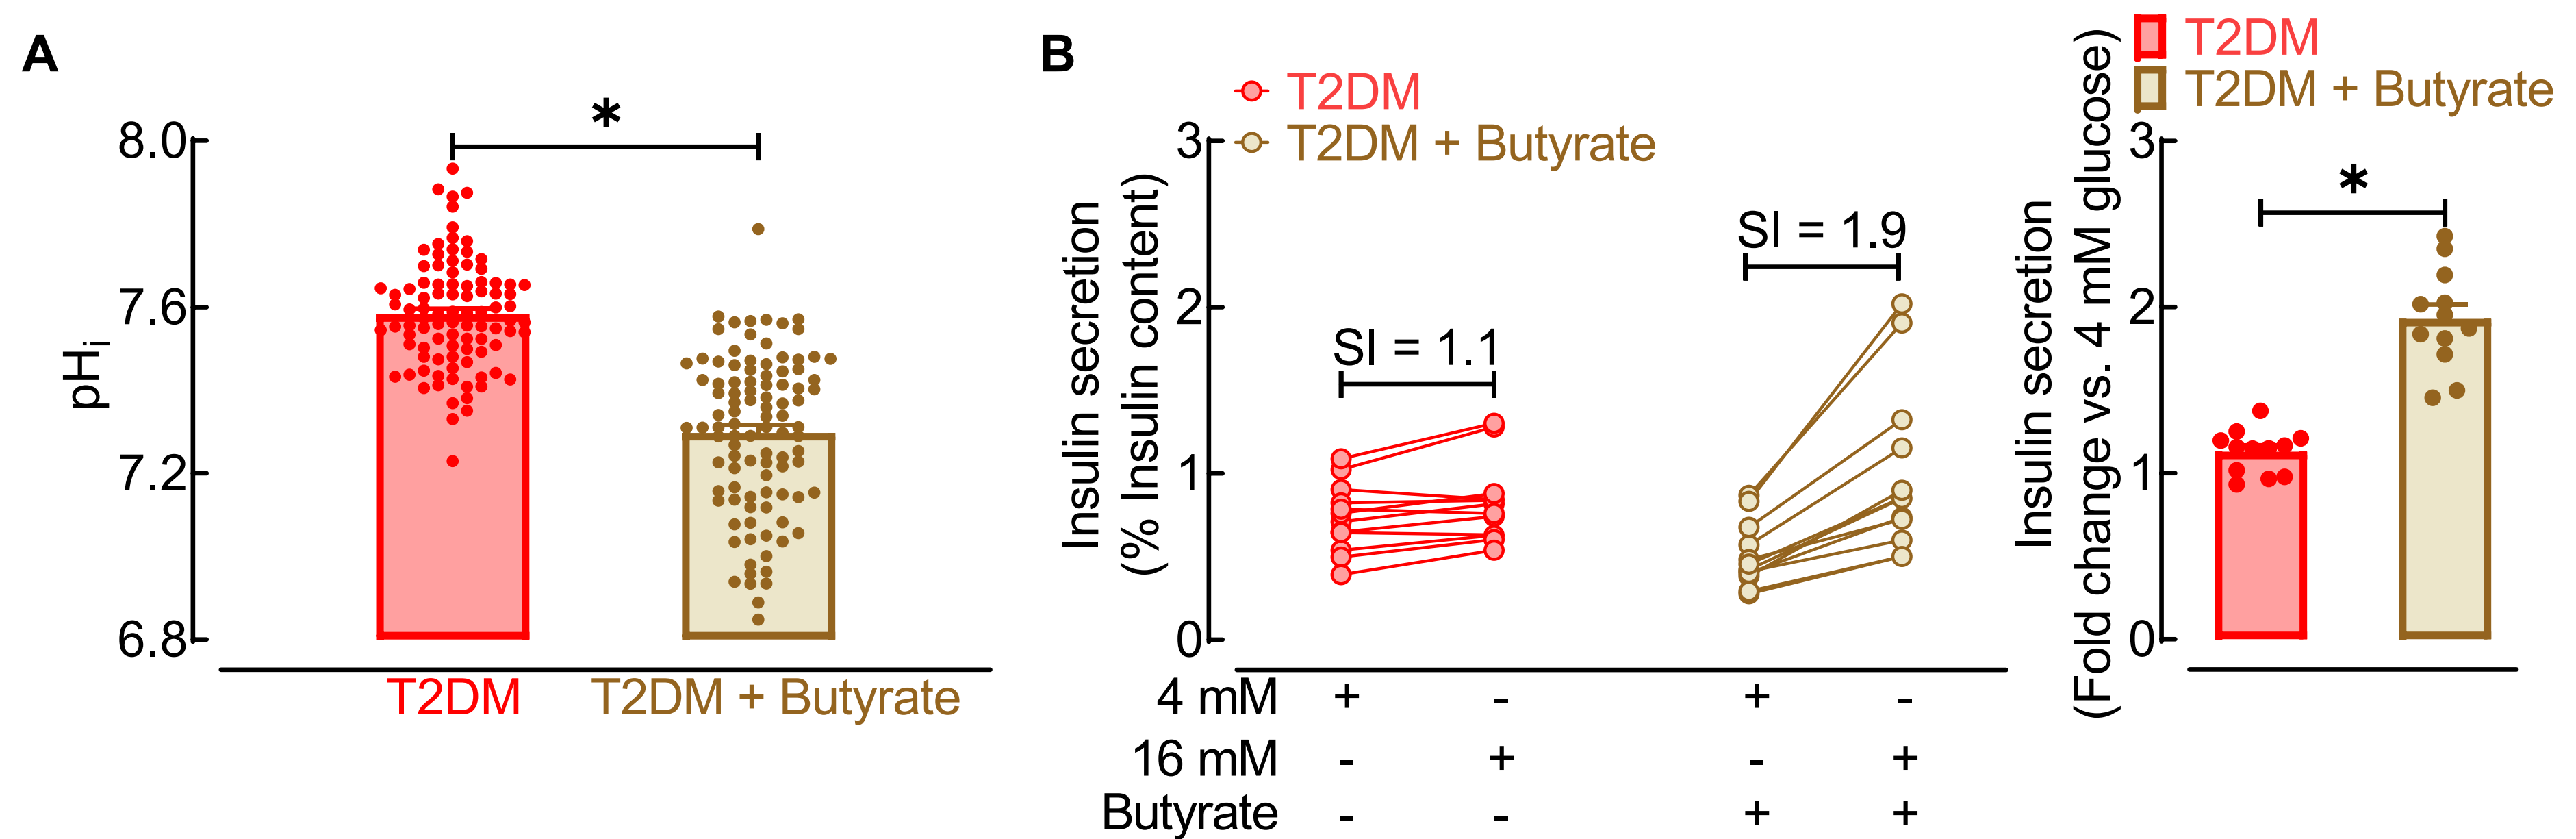 A
8.0
7.6
7.2
6.8
pHi
*
T2DM
T2DM + Butyrate
B
T2DM
T2DM + Butyrate
3
2
1
0
Insulin secretion
(% Insulin content)
SI = 1.1
SI = 1.9
4 mM + - + -
16 mM - + - +
Butyrate - - + +
T2DM
T2DM + Butyrate
3
2
1
0
Insulin secretion
(Fold change vs. 4 mM glucose)
*